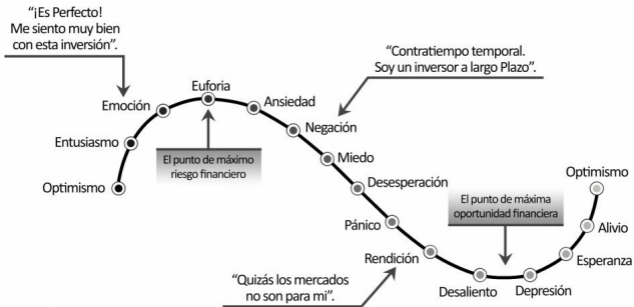 “¡Es Perfecto!
Me siento muy bien
con esta inversión”.
“Contratiempo temporal.
Soy un inversor a largo Plazo”.
Euforia
Emoción
Ansiedad
Entusiasmo
Negación
El punto de máximo
riesgo financiero
Miedo
Optimismo
Desesperación
Optimismo
El punto de máxima
oportunidad financiera
Pánico
Alivio
Rendición
Esperanza
“Quizás los mercados
no son para mi”.
Desaliento
Depresión